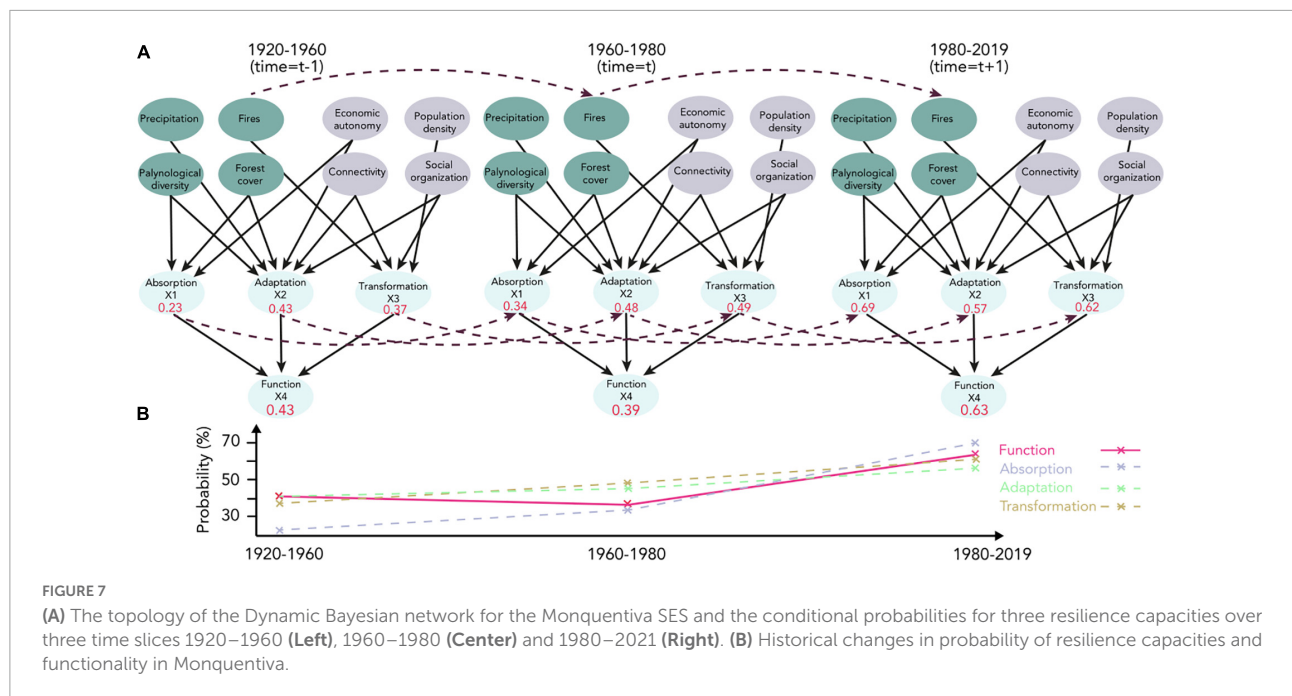 A
1920-1960
(time=t-1)
1960-1980
(time=t)
1980-2019
(time=t+1)
Precipitation
Fires
Economic
autonomy
Population
density
Precipitation
Fires
Economic
autonomy
Population
density
Precipitation
Fires
Economic
autonomy
Population
density
Palynological
diversity
Forest
cover
Connectivity
Social
organization
Palynological
diversity
Forest
cover
Connectivity
Social
organization
Palynological
diversity
Forest
cover
Connectivity
Social
organization
Absorption
X1
0.23
Adaptation
X2
0.43
Transformation
X3
0.37
Absorption
X1
0.34
Adaptation
X2
0.48
Transformation
X3
0.49
Absorption
X1
0.69
Adaptation
X2
0.57
Transformation
X3
0.62
Function
X4
0.43
Function
X4
0.39
Function
X4
0.63
B
Probability (%)
70
50
30
1920-1960
1960-1980
1980-2019
Function
Absorption
Adaptation
Transformation
FIGURE 7
(A) The topology of the Dynamic Bayesian network for the Monquentiva SES and the conditional probabilities for three resilience capacities over
three time slices 1920–1960 (Left), 1960–1980 (Center) and 1980–2021 (Right). (B) Historical changes in probability of resilience capacities and
functionality in Monquentiva.